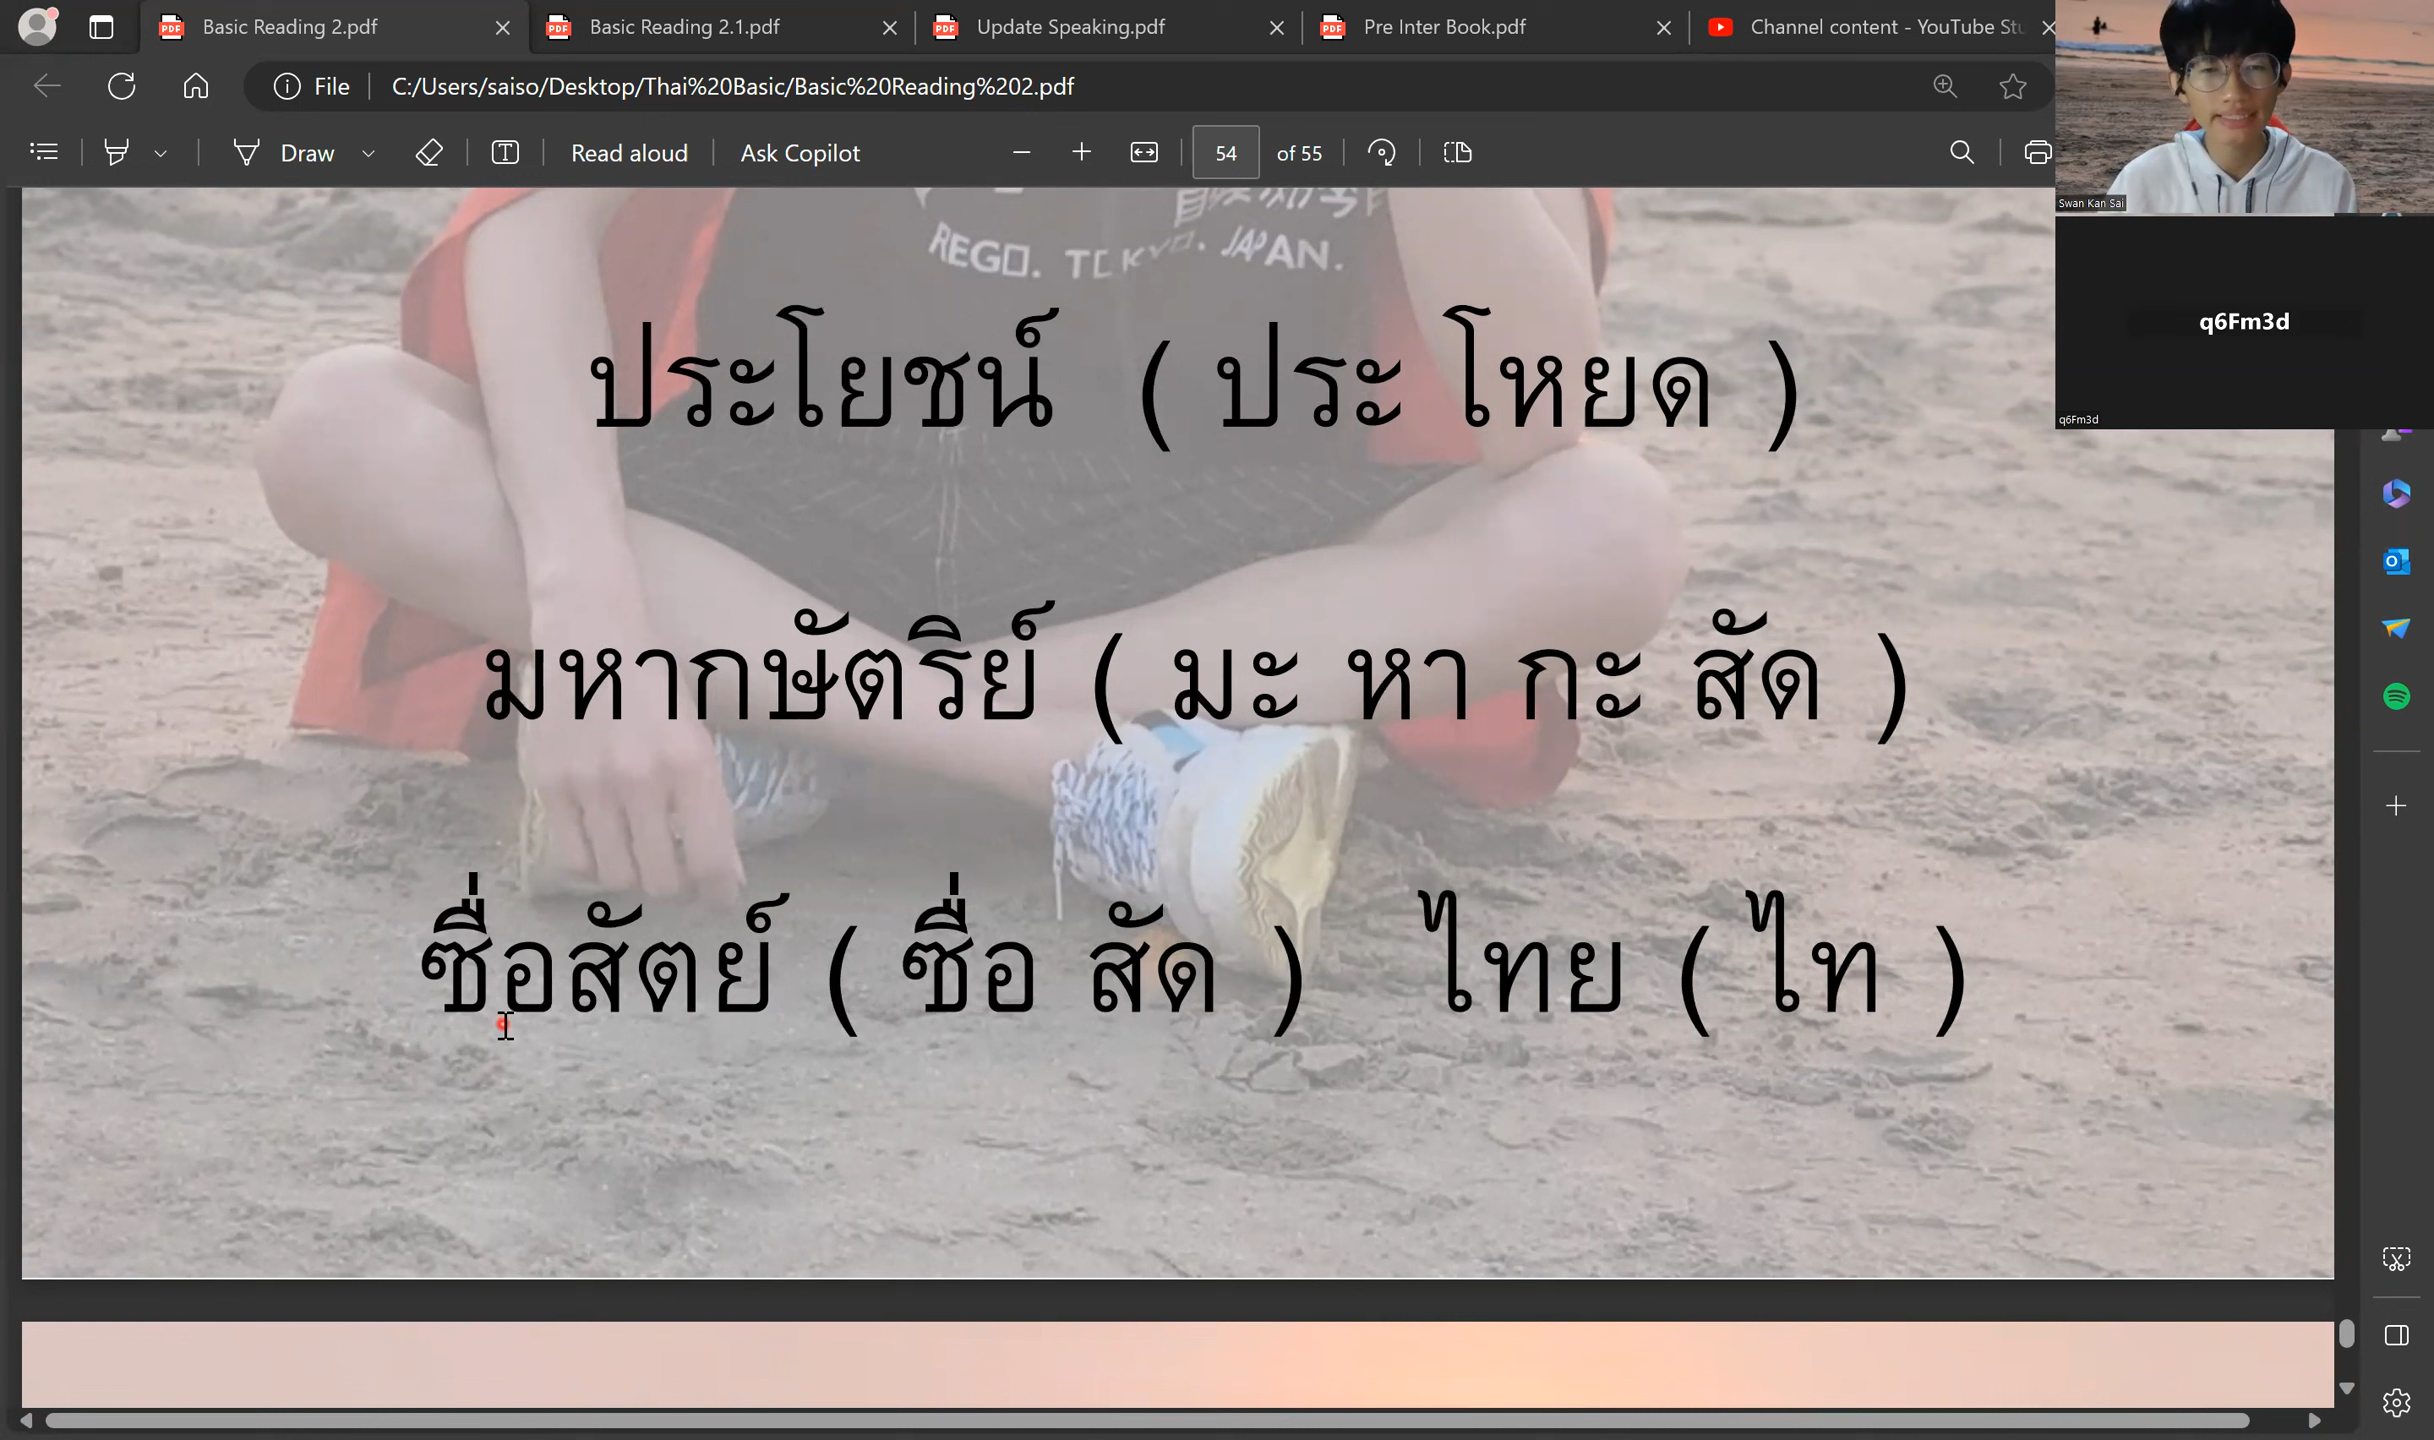 Basic Reading 2.pdf
Basic Reading 2.1.pdf
Update Speaking.pdf
Pre Inter Book.pdf
Channel content - YouTube Stu
File
C:/Users/saiso/Desktop/Thai%20Basic/Basic%20Reading%202.pdf
Draw
Read aloud
Ask Copilot
54 of 55
Swan Kan Sai
q6Fm3d
q6Fm3d
TOKYO. JAPAN.
ประโยชน์ ( ประ โหยด )
มหากษัตริย์ ( มะ หา กะ สัด )
ซื่อสัตย์ ( ซื่อ สัด ) ไทย ( ไท )